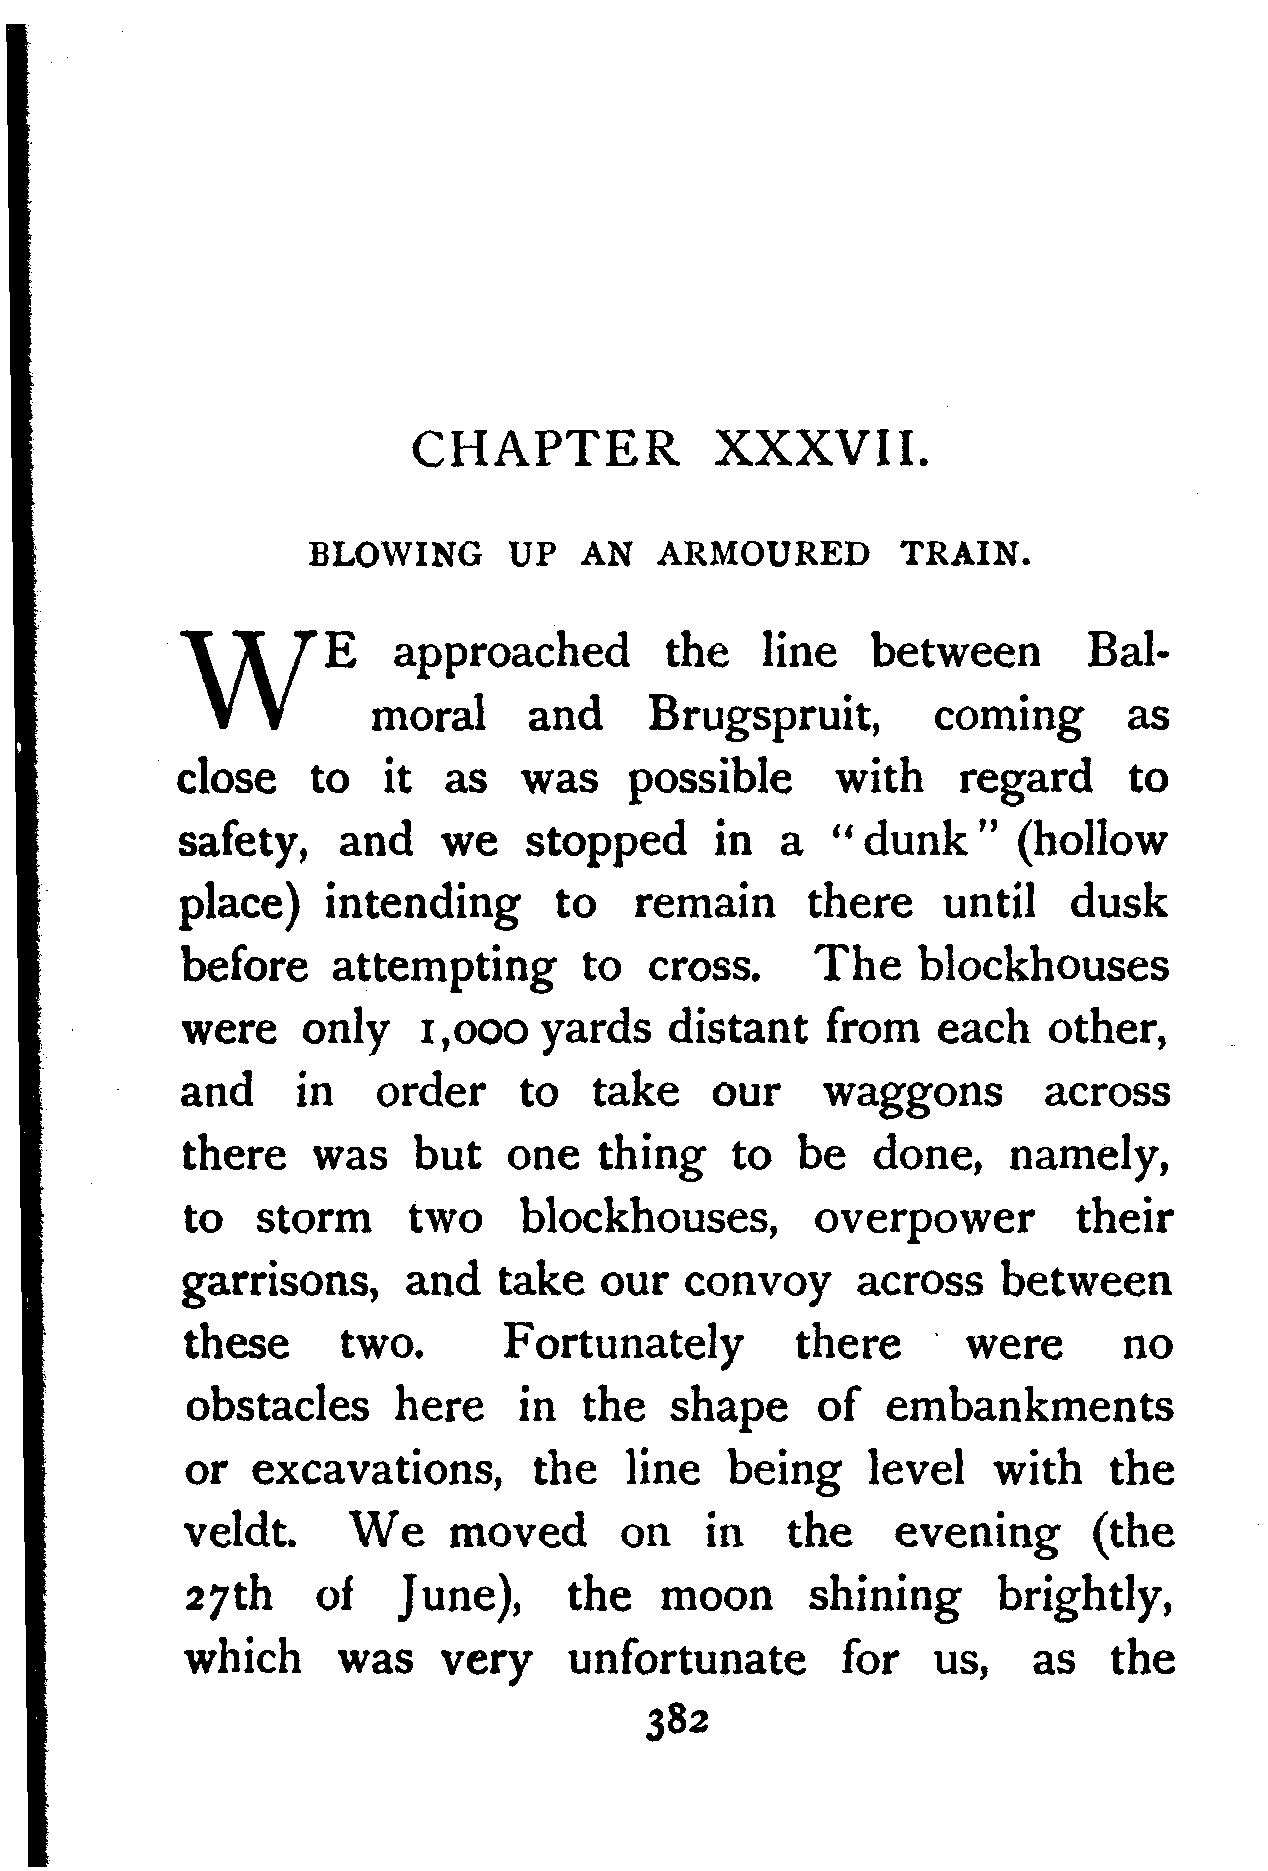 CHAPTER XXXVII.
BLOWING UP AN ARMOURED TRAIN.
WE approached the line between Bal-
moral and Brugspruit, coming as
close to it as was possible with regard to
safety, and we stopped in a "dunk" (hollow
place) intending to remain there until dusk
before attempting to cross. The blockhouses
were only 1,000 yards distant from each other,
and in order to take our waggons across
there was but one thing to be done, namely,
to storm two blockhouses, overpower their
garrisons, and take our convoy across between
these two. Fortunately there were no
obstacles here in the shape of embankments
or excavations, the line being level with the
veldt. We moved on in the evening (the
27th of June), the moon shining brightly,
which was very unfortunate for us, as the
382